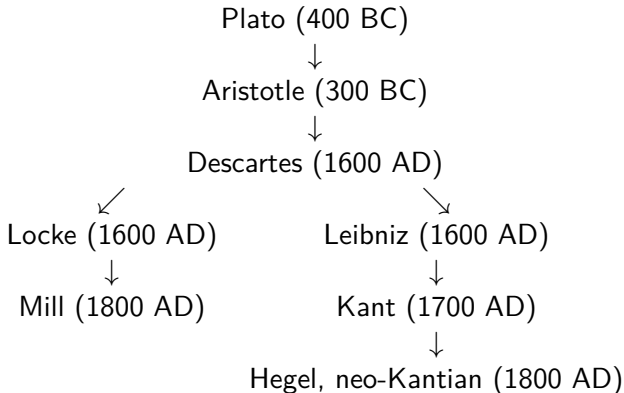 Plato (400 BC)
↓
Aristotle (300 BC)
↓
Descartes (1600 AD)
↙ ↘
Locke (1600 AD) Leibniz (1600 AD)
↓ ↓
Mill (1800 AD) Kant (1700 AD)
↓
Hegel, neo-Kantian (1800 AD)